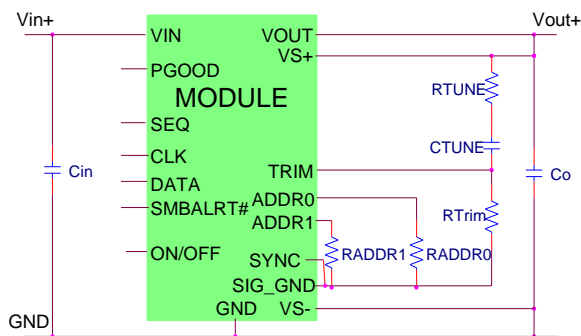 Vin+
Vout+
VIN
VOUT
VS+
PGOOD
RTUNE
MODULE
SEQ
CTUNE
CLK
TRIM
Cin
Co
DATA
ADDR0
SMBALRT#
RTrim
ADDR1
ON/OFF
RADDR1
RADDR0
SYNC
SIG_GND
GND
GND
VS-